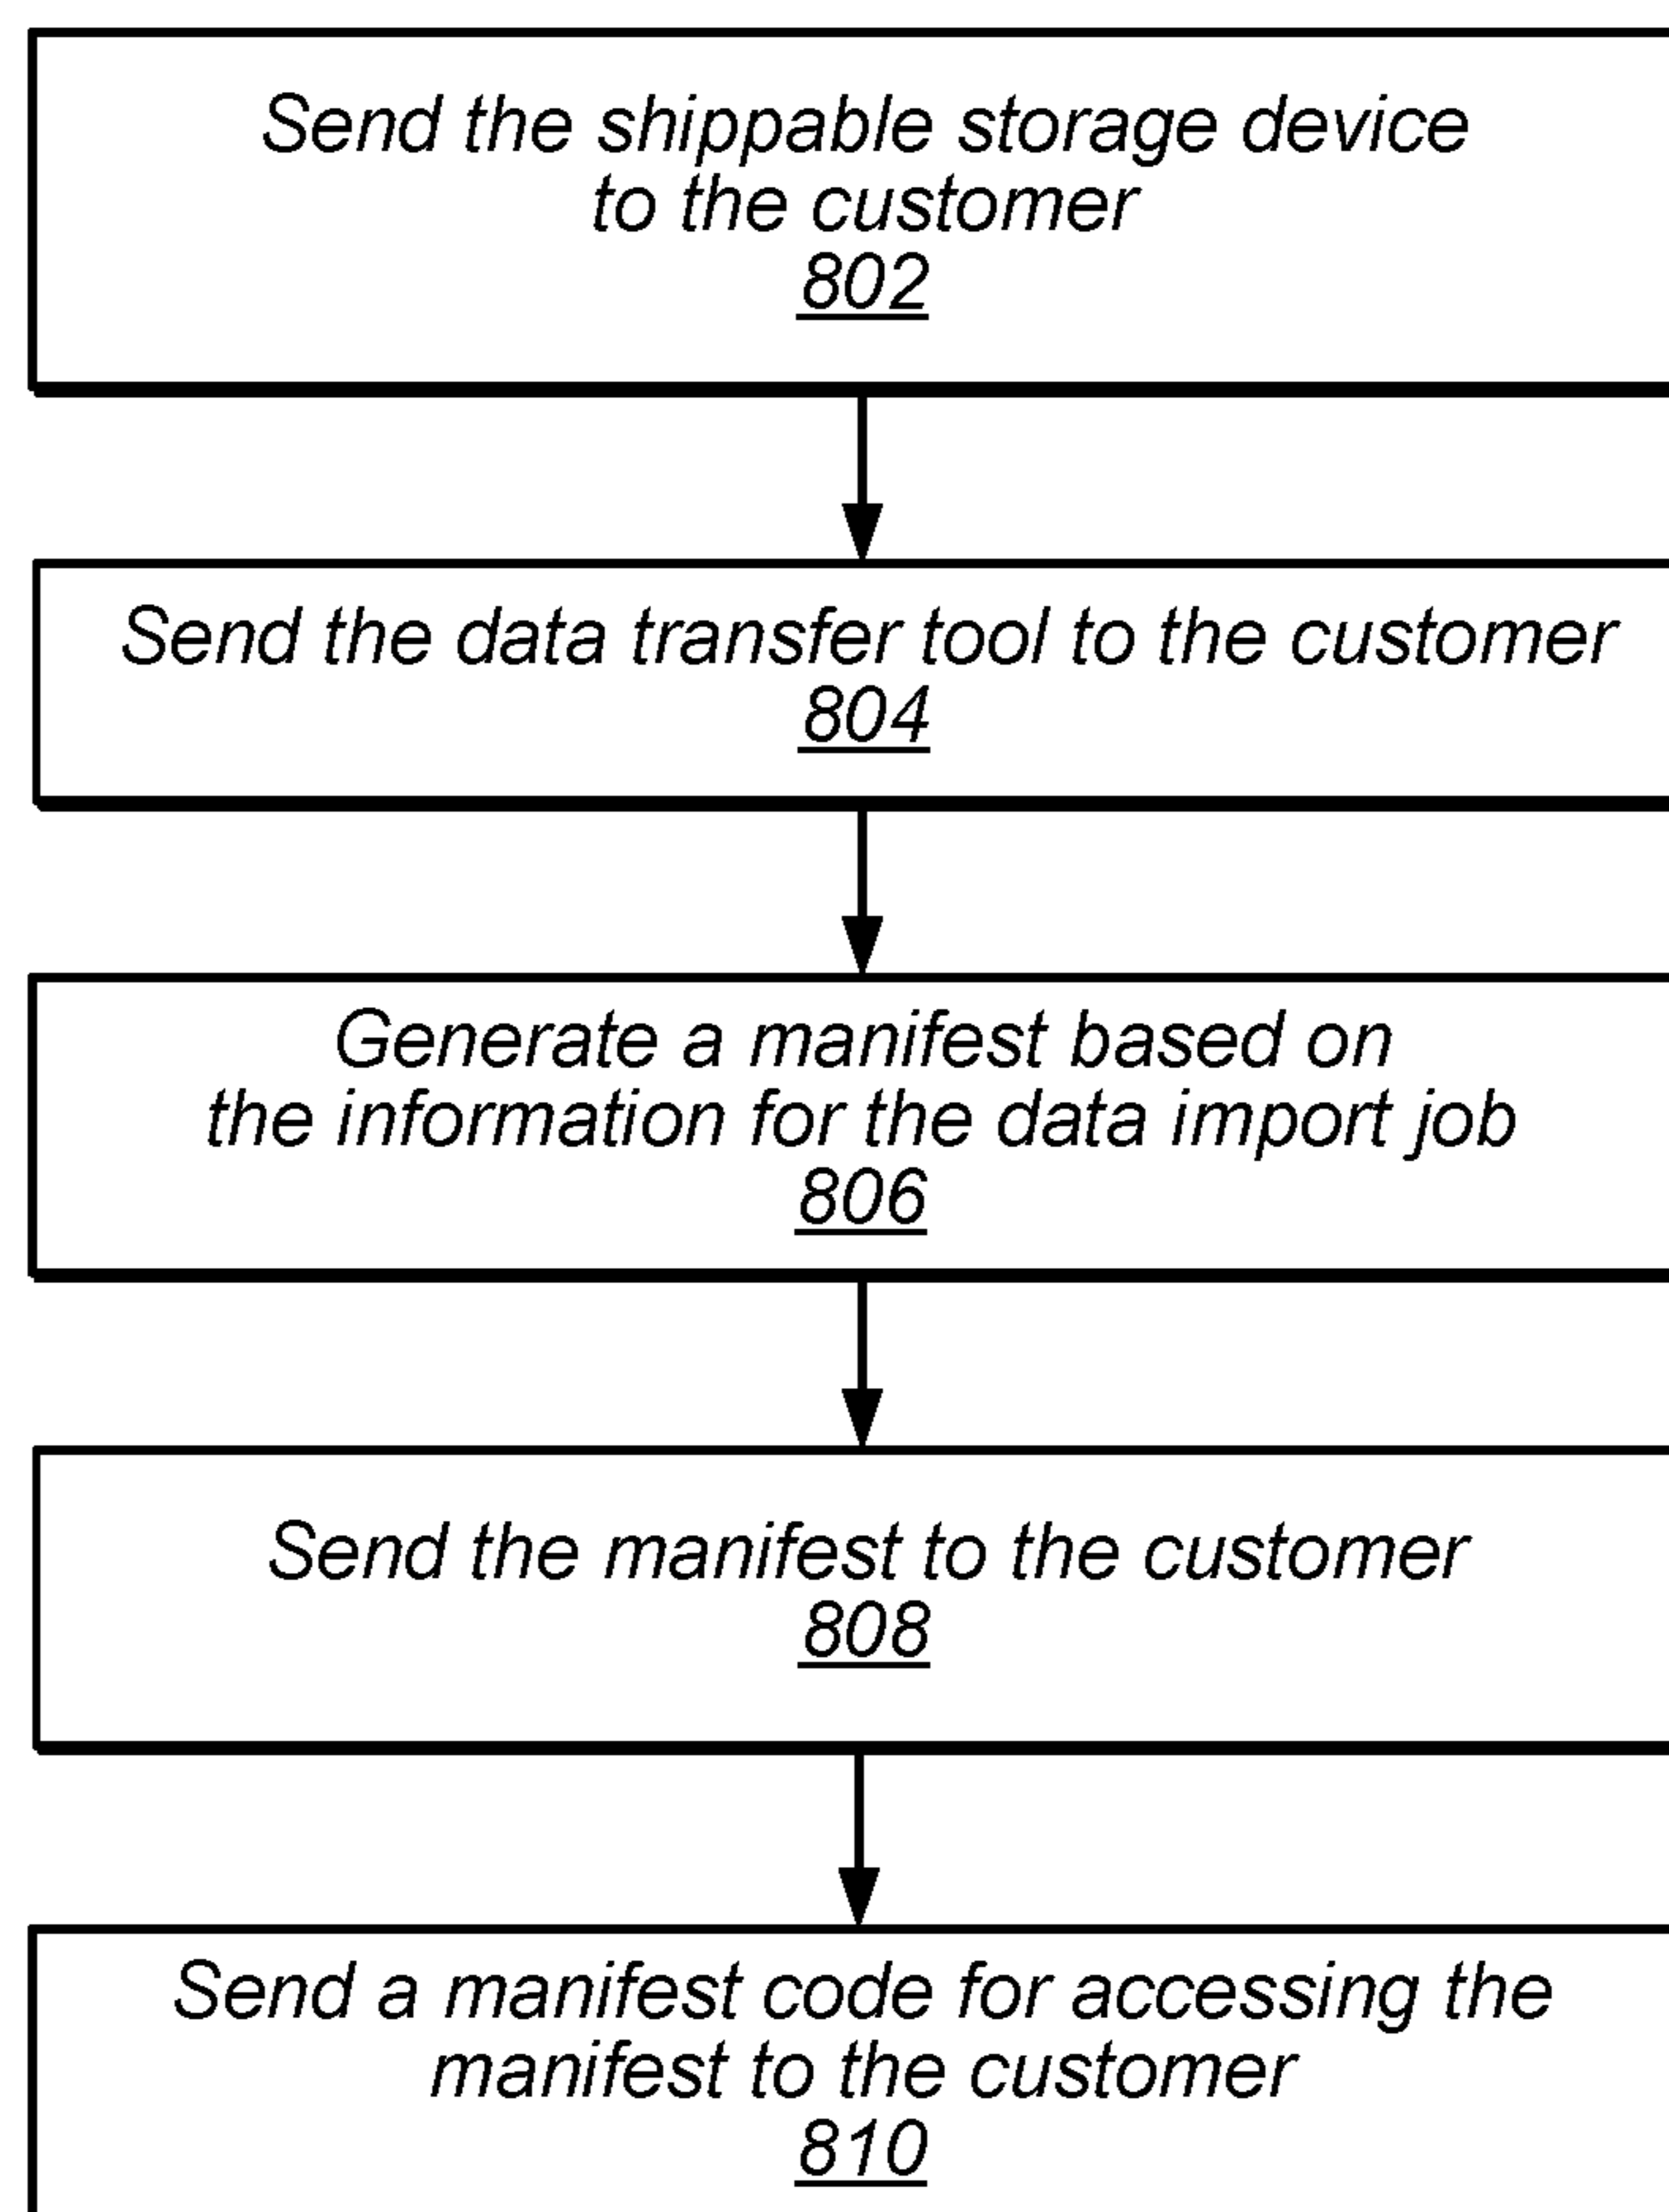 Send the shippable storage device
to the customer
802
Send the data transfer tool to the customer
804
Generate a manifest based on
the information for the data import job
806
Send the manifest to the customer
808
Send a manifest code for accessing the
manifest to the customer
810